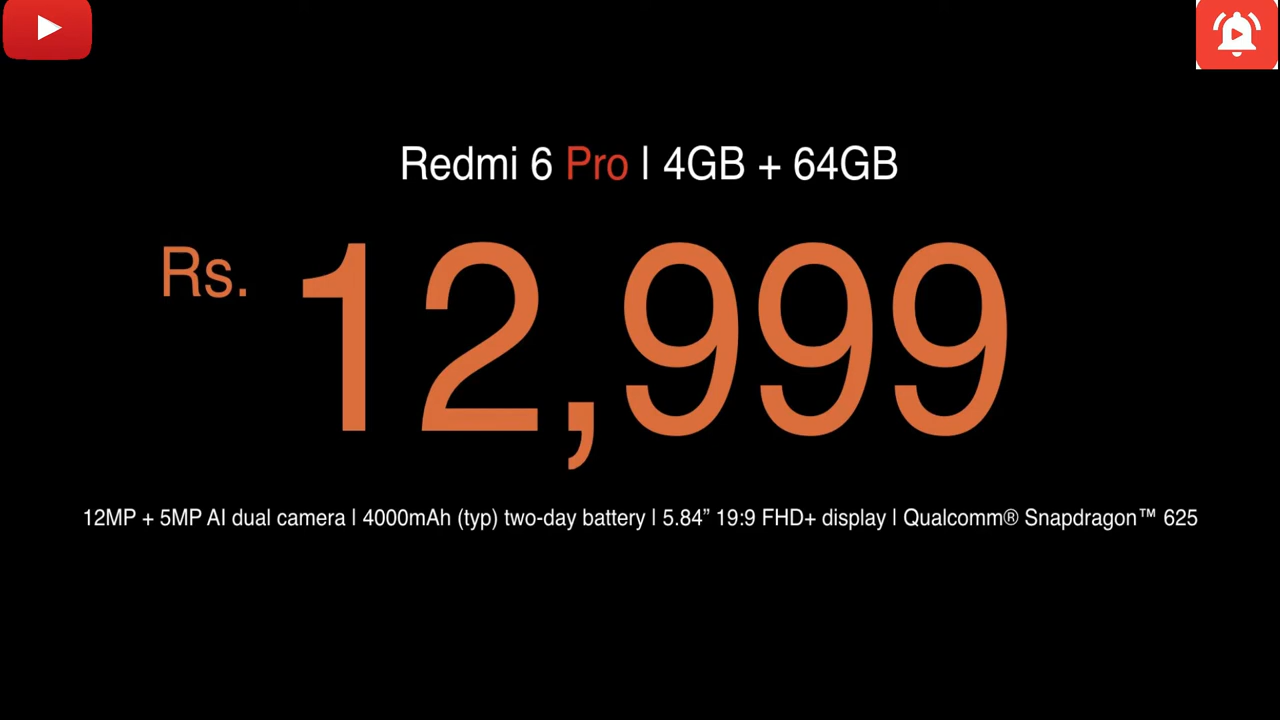 Redmi 6 Pro | 4GB + 64GB
Rs. 12,999
12MP + 5MP AI dual camera | 4000mAh (typ) two-day battery | 5.84” 19:9 FHD+ display | Qualcomm® Snapdragon™ 625